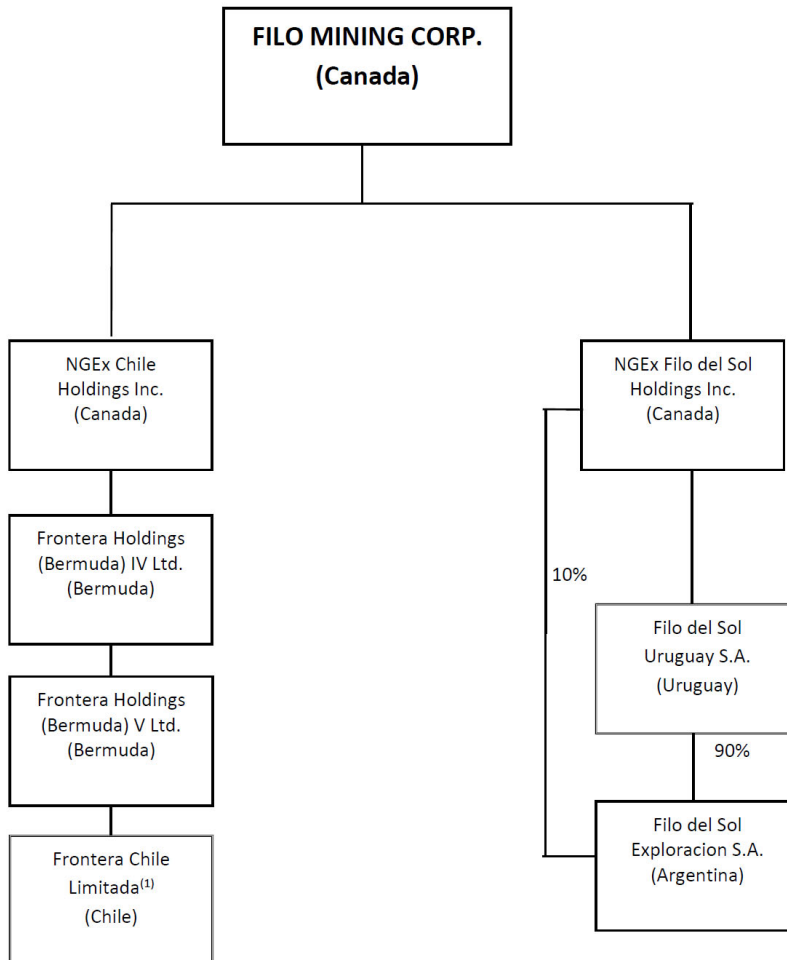 FILO MINING CORP.
(Canada)
NGEx Chile
Holdings Inc.
(Canada)
NGEx Filo del Sol
Holdings Inc.
(Canada)
Frontera Holdings
(Bermuda) IV Ltd.
(Bermuda)
10%
Filo del Sol
Uruguay S.A.
(Uruguay)
Frontera Holdings
(Bermuda) V Ltd.
(Bermuda)
90%
Filo del Sol
Exploracion S.A.
(Argentina)
Frontera Chile
Limitada(1)
(Chile)